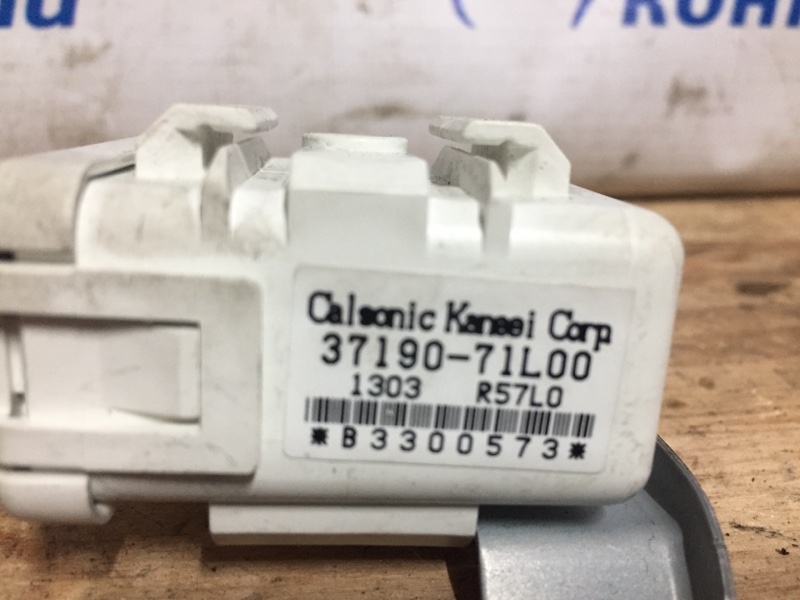 Calsonic Kansei Corp
37190-71L00
1303 R57L0
*B3300573*